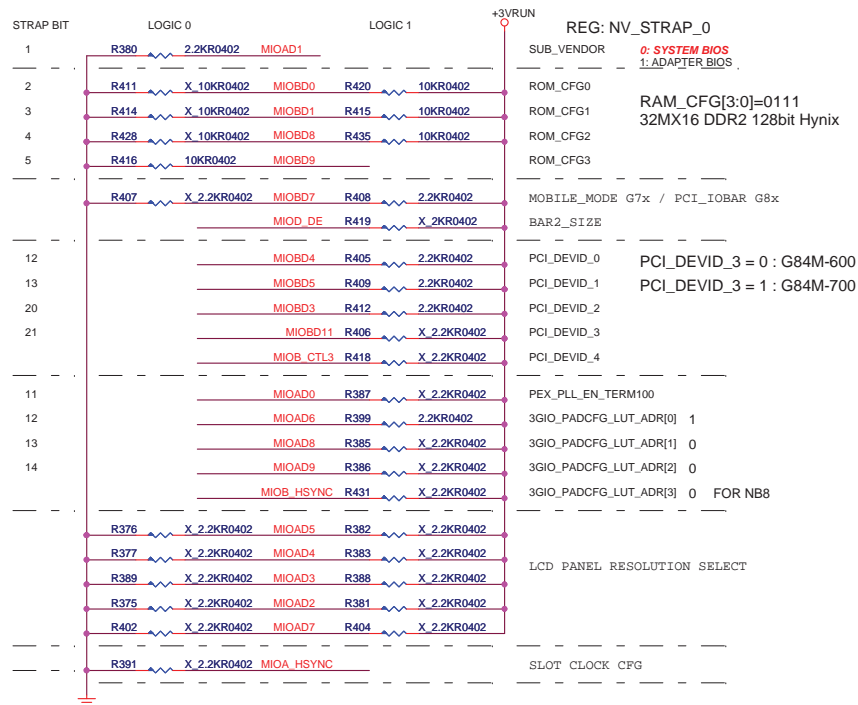 +3VRUN
STRAP BIT LOGIC 0 LOGIC 1 REG: NV_STRAP_0
1 R380 2.2KR0402 MIOAD1 SUB_VENDOR 0: SYSTEM BIOS
1: ADAPTER BIOS
2 R411 X_10KR0402 MIOBD0 R420 10KR0402 ROM_CFG0
RAM_CFG[3:0]=0111
3 R414 X_10KR0402 MIOBD1 R415 10KR0402 ROM_CFG1
32MX16 DDR2 128bit Hynix
4 R428 X_10KR0402 MIOBD8 R435 10KR0402 ROM_CFG2
5 R416 10KR0402 MIOBD9 ROM_CFG3
R407 X_2.2KR0402 MIOBD7 R408 2.2KR0402 MOBILE_MODE G7x / PCI_IOBAR G8x
MIOD_DE R419 X_2KR0402 BAR2_SIZE
12 MIOBD4 R405 2.2KR0402 PCI_DEVID_0 PCI_DEVID_3 = 0 : G84M-600
13 MIOBD5 R409 2.2KR0402 PCI_DEVID_1 PCI_DEVID_3 = 1 : G84M-700
20 MIOBD3 R412 2.2KR0402 PCI_DEVID_2
21 MIOBD11 R406 X_2.2KR0402 PCI_DEVID_3
MIOB_CTL3 R418 X_2.2KR0402 PCI_DEVID_4
11 MIOAD0 R387 X_2.2KR0402 PEX_PLL_EN_TERM100
12 MIOAD6 R399 2.2KR0402 3GIO_PADCFG_LUT_ADR[0] 1
13 MIOAD8 R385 X_2.2KR0402 3GIO_PADCFG_LUT_ADR[1] 0
14 MIOAD9 R386 X_2.2KR0402 3GIO_PADCFG_LUT_ADR[2] 0
MIOB_HSYNC R431 X_2.2KR0402 3GIO_PADCFG_LUT_ADR[3] 0 FOR NB8
R376 X_2.2KR0402 MIOAD5 R382 X_2.2KR0402
R377 X_2.2KR0402 MIOAD4 R383 X_2.2KR0402
LCD PANEL RESOLUTION SELECT
R389 X_2.2KR0402 MIOAD3 R388 X_2.2KR0402
R375 X_2.2KR0402 MIOAD2 R381 X_2.2KR0402
R402 X_2.2KR0402 MIOAD7 R404 X_2.2KR0402
R391 X_2.2KR0402 MIOA_HSYNC SLOT CLOCK CFG